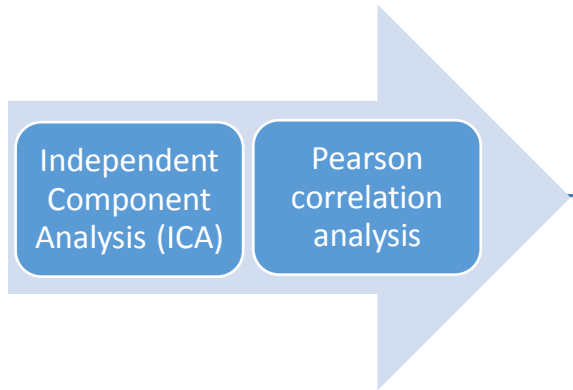 Independent
Component
Analysis (ICA)
Pearson
correlation
analysis